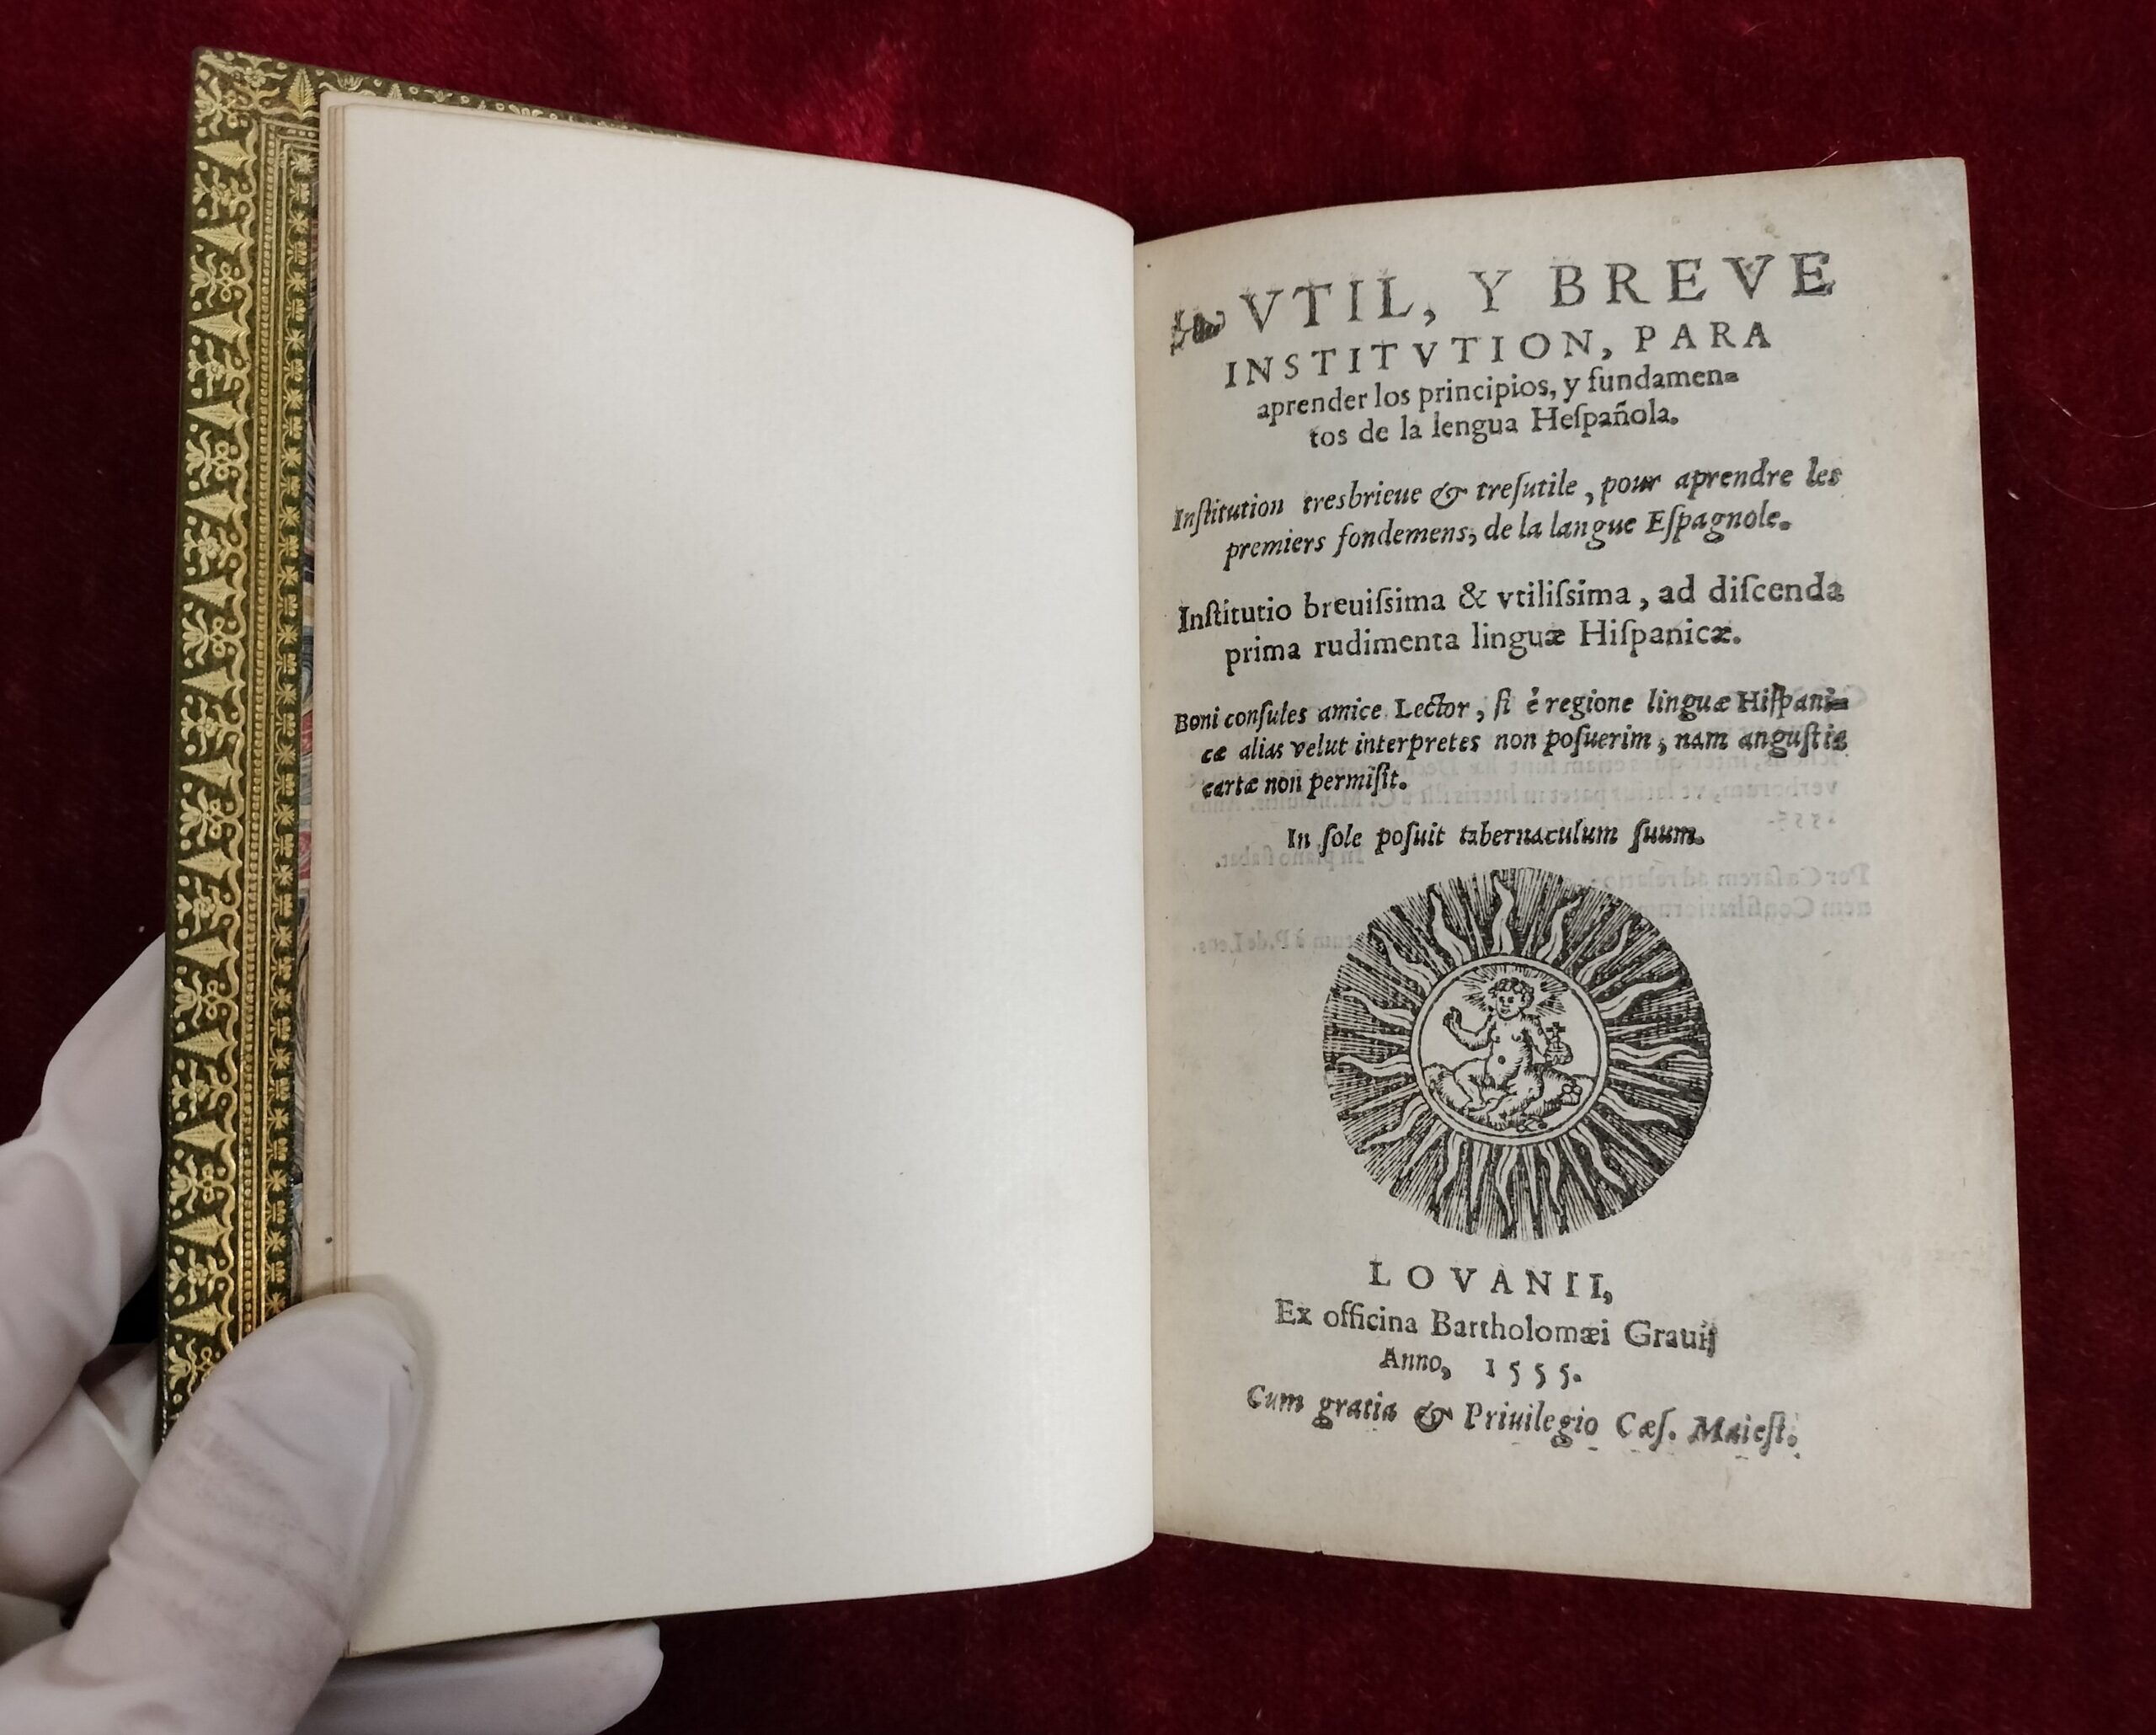 ❧ VTIL, Y BREVE
INSTITVTION, PARA
aprender los principios, y fundamen=
tos de la lengua Heſpañola.
Inſtitution tresbrieue & treſutile, pour aprendre les
premiers fondemens, de la langue Eſpagnole.
Inſtitutio breuiſsima & vtiliſsima, ad diſcenda
prima rudimenta linguæ Hiſpanicæ.
Boni conſules amice Lector, ſi è regione linguæ Hiſpani=
cæ alias velut interpretes non poſuerim, nam anguſtia
cartæ non permiſit.
In ſole poſuit tabernaculum ſuum.
LOVANII,
Ex officina Bartholomæi Grauij
Anno, 1555.
Cum gratia & Priuilegio Cæſ. Maieſt.